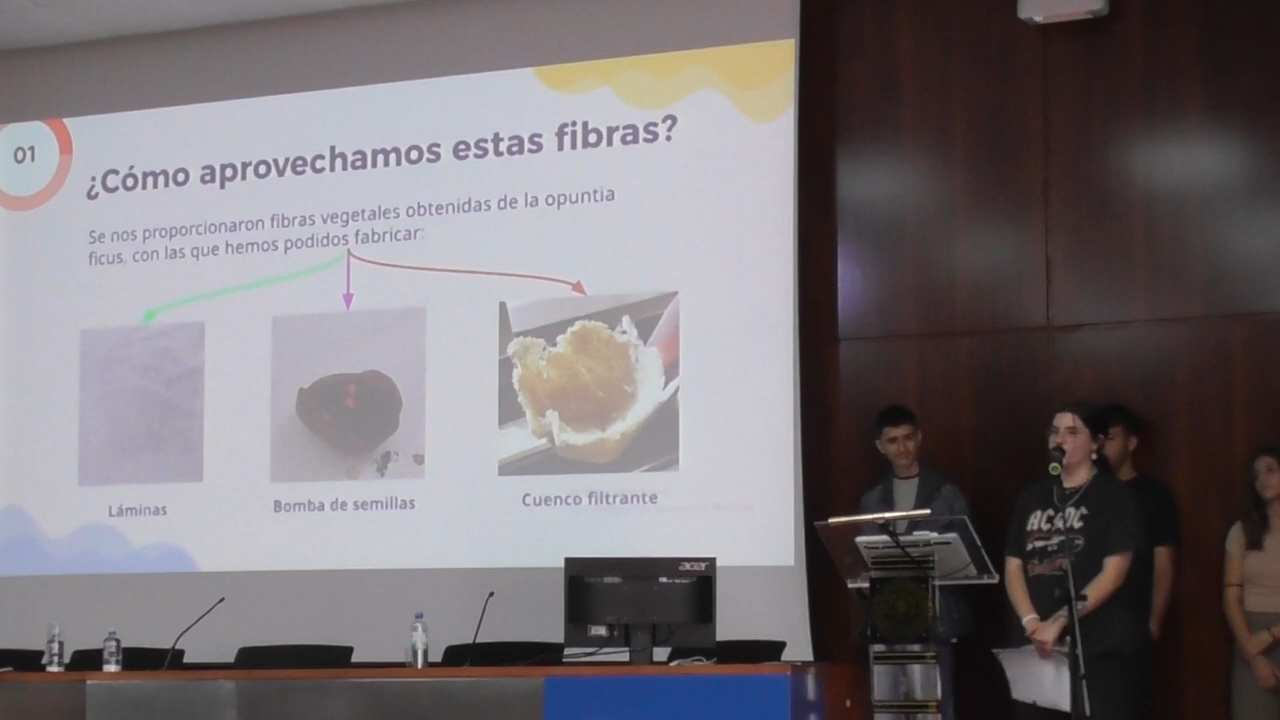 01
¿Cómo aprovechamos estas fibras?
Se nos proporcionaron fibras vegetales obtenidas de la opuntia
ficus, con las que hemos podidos fabricar:
Láminas
Bomba de semillas
Cuenco filtrante
acer
AC DC